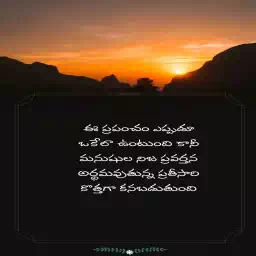 ఈ ప్రపంచం ఎప్పుడూ
ఒకేలా ఉంటుంది కానీ
మనుషుల నిజ ప్రవర్తన
అర్థమవుతున్న ప్రతీసారి
కొత్తగా కనబడుతుంది